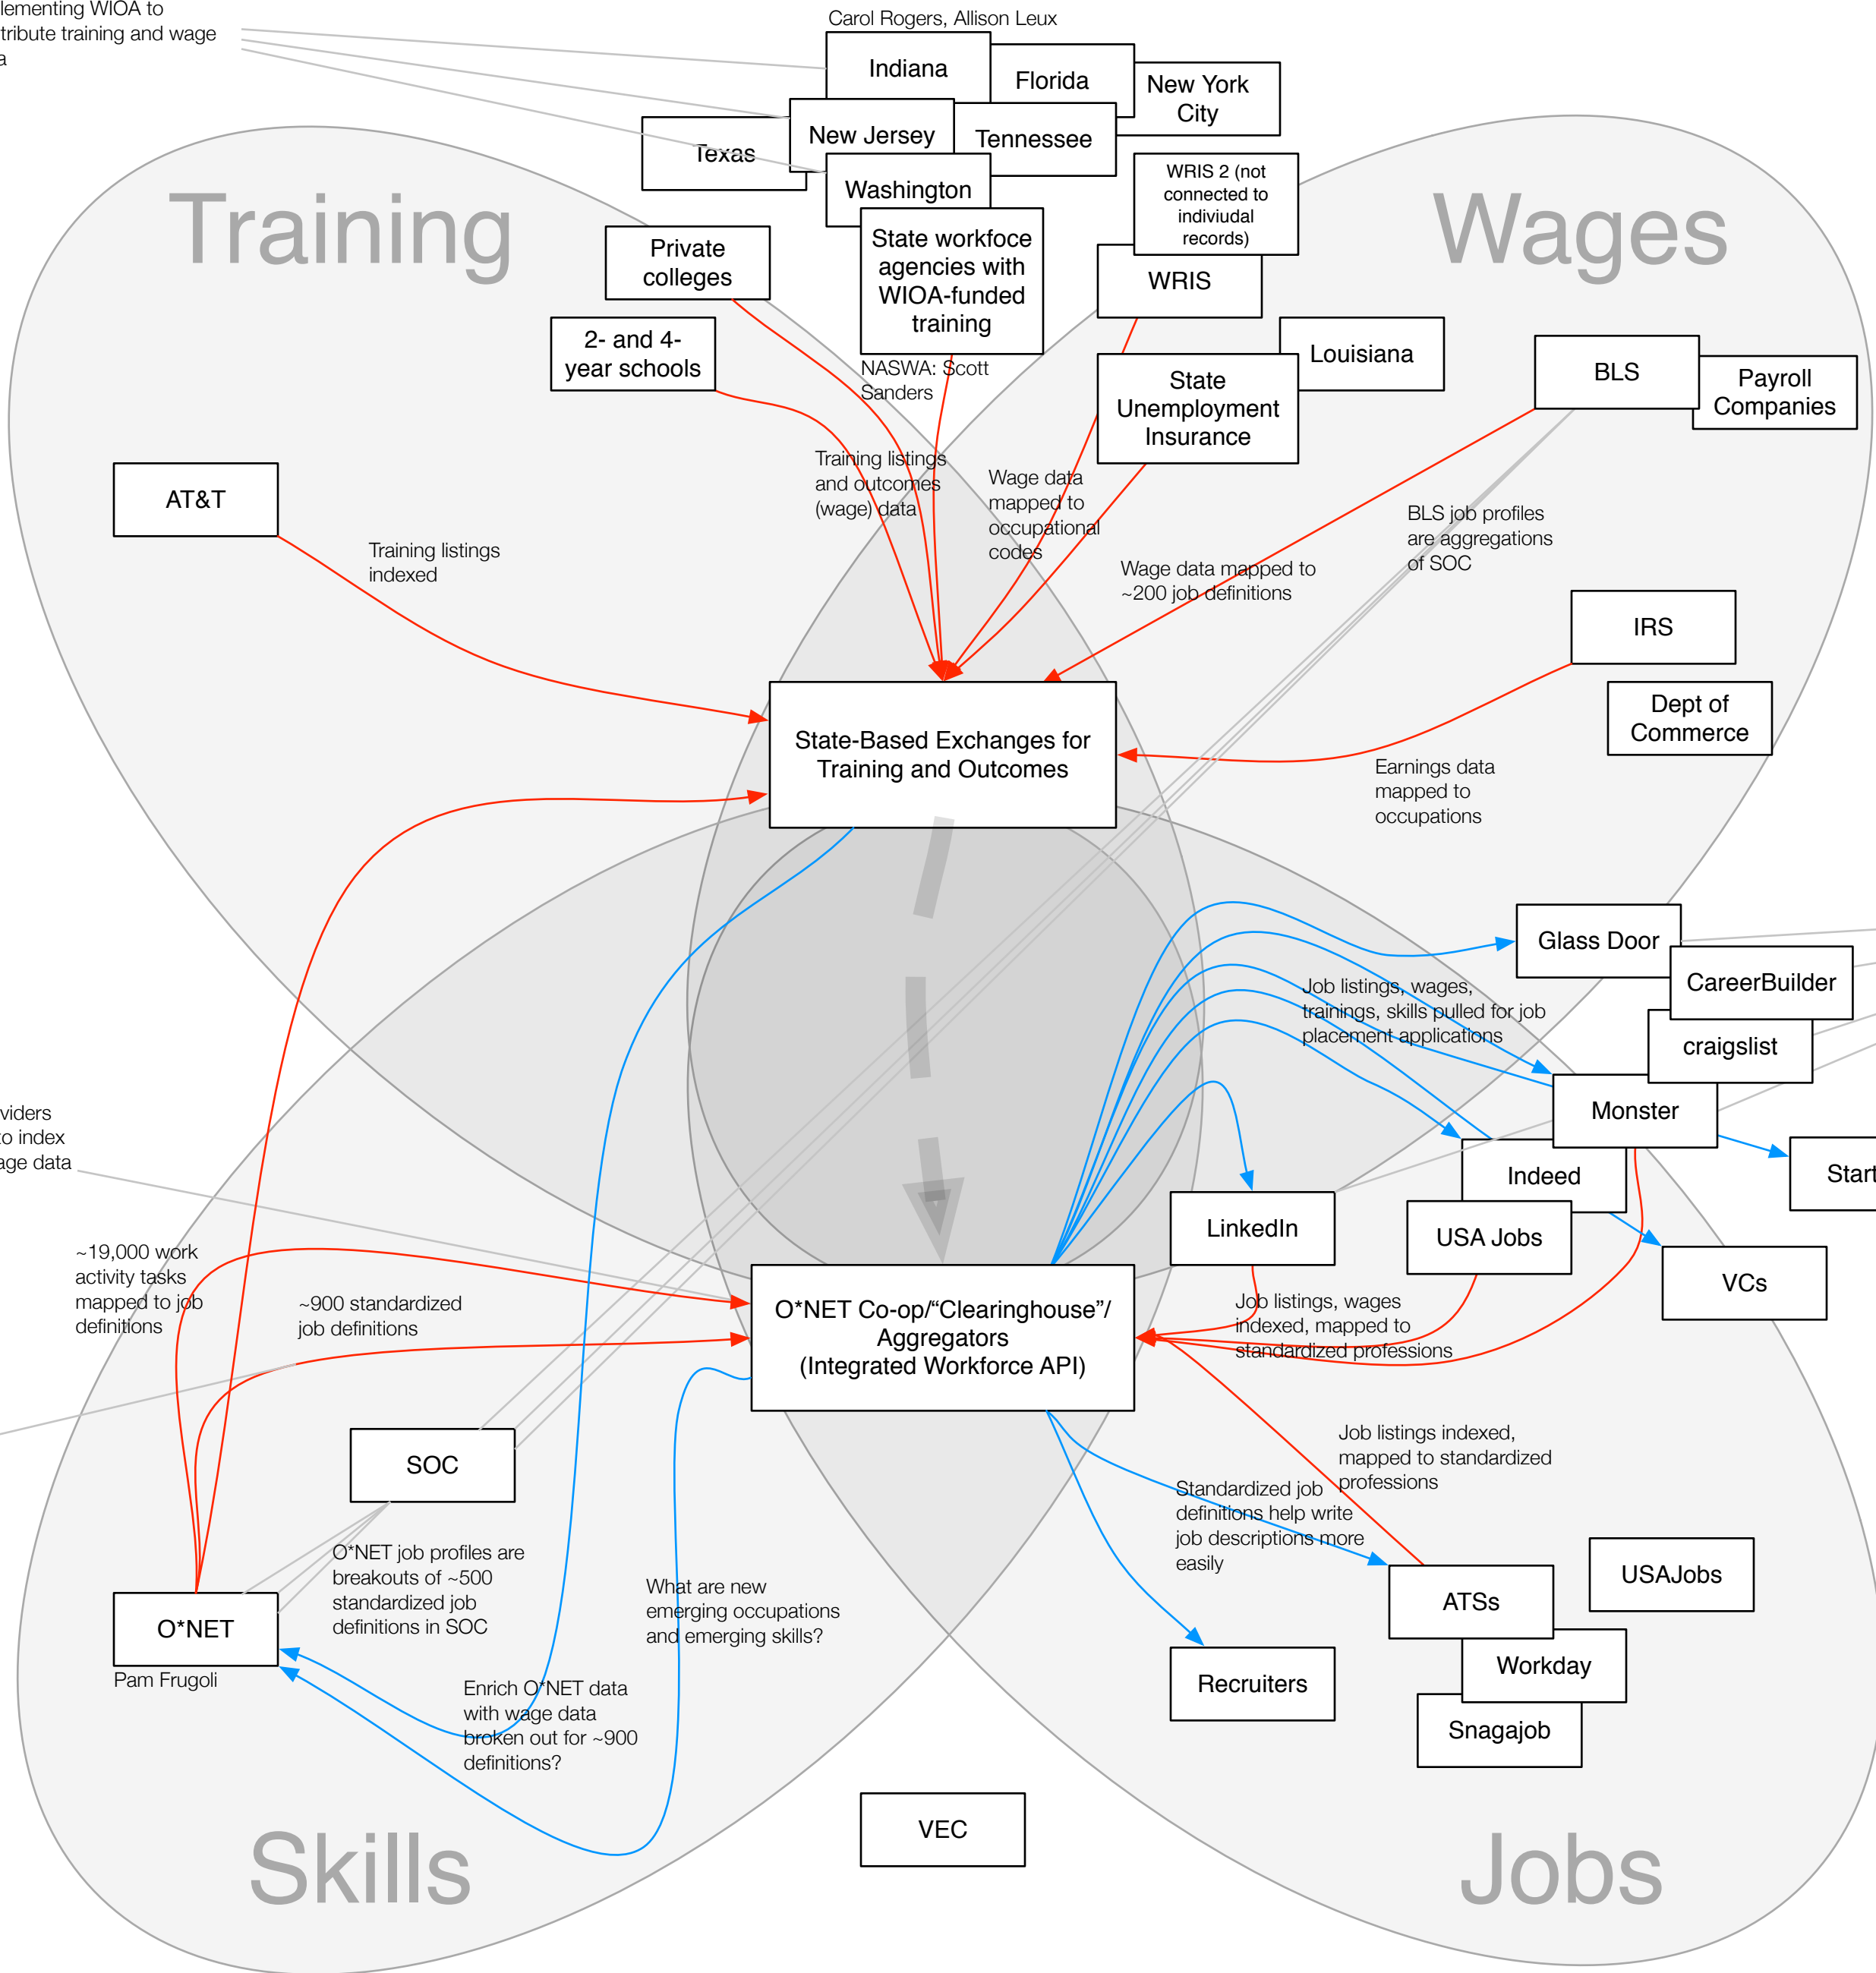 lementing WIOA to
tribute training and wage
a
Carol Rogers, Allison Leux
Indiana
Florida
New York
City
New Jersey
Tennessee
Texas
Washington
WRIS 2 (not
connected to
indiviudal
records)
Training
Wages
Private
colleges
State workfoce
agencies with
WIOA-funded
training
WRIS
2- and 4-
year schools
Louisiana
NASWA: Scott
Sanders
State
Unemployment
Insurance
BLS
Payroll
Companies
AT&T
Training listings
and outcomes
(wage) data
Wage data
mapped to
occupational
codes
BLS job profiles
are aggregations
of SOC
Training listings
indexed
Wage data mapped to
~200 job definitions
IRS
Dept of
Commerce
State-Based Exchanges for
Training and Outcomes
Earnings data
mapped to
occupations
Glass Door
CareerBuilder
Job listings, wages,
trainings, skills pulled for job
placement applications
craigslist
Monster
viders
to index
age data
Indeed
Start
LinkedIn
USA Jobs
VCs
~19,000 work
activity tasks
mapped to job
definitions
~900 standardized
job definitions
O*NET Co-op/“Clearinghouse”/
Aggregators
(Integrated Workforce API)
Job listings, wages
indexed, mapped to
standardized professions
SOC
Job listings indexed,
mapped to standardized
professions
Standardized job
definitions help write
job descriptions more
easily
O*NET job profiles are
breakouts of ~500
standardized job
definitions in SOC
What are new
emerging occupations
and emerging skills?
USAJobs
ATSs
O*NET
Pam Frugoli
Workday
Recruiters
Snagajob
Enrich O*NET data
with wage data
broken out for ~900
definitions?
VEC
Skills
Jobs